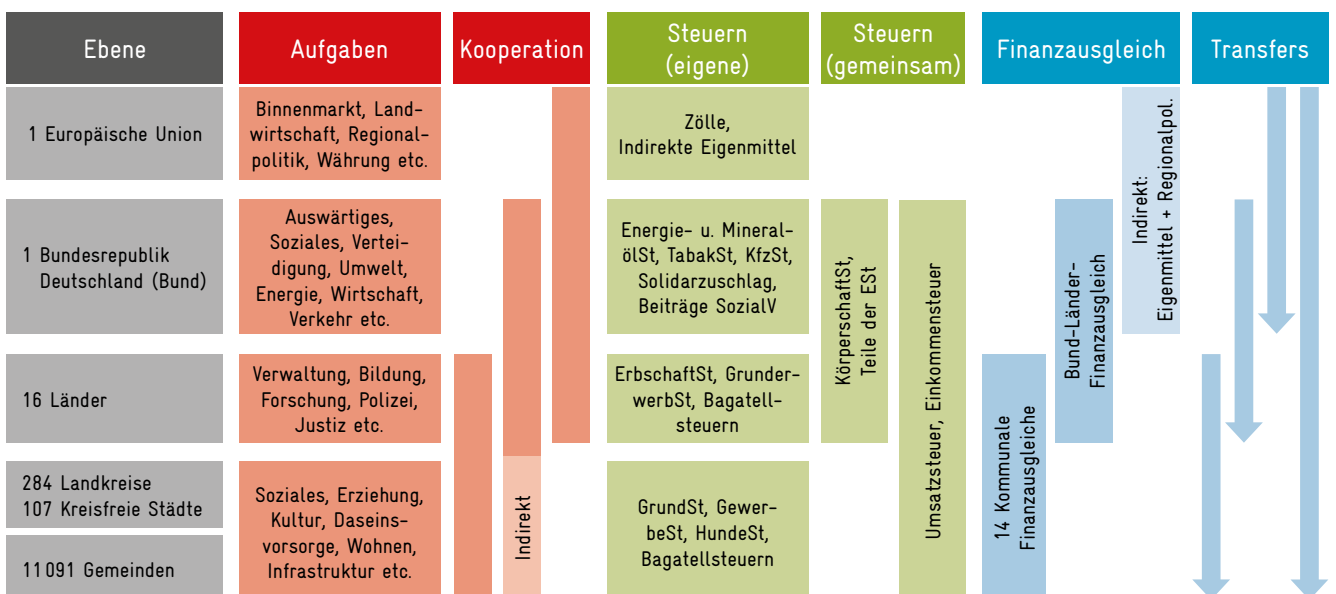 Ebene
Aufgaben
Kooperation
Steuern
(eigene)
Steuern
(gemeinsam)
Finanzausgleich
Transfers
1 Europäische Union
Binnenmarkt, Land-
wirtschaft, Regional-
politik, Währung etc.
Zölle,
Indirekte Eigenmittel
Indirekt:
Eigenmittel + Regionalpol.
1 Bundesrepublik
Deutschland (Bund)
Auswärtiges,
Soziales, Vertei-
digung, Umwelt,
Energie, Wirtschaft,
Verkehr etc.
Energie- u. Mineral-
ölSt, TabakSt, KfzSt,
Solidarzuschlag,
Beiträge SozialV
KörperschaftSt,
Teile der ESt
Umsatzsteuer, Einkommensteuer
Bund-Länder-
Finanzausgleich
16 Länder
Verwaltung, Bildung,
Forschung, Polizei,
Justiz etc.
ErbschaftSt, Grunder-
werbSt, Bagatell-
steuern
14 Kommunale
Finanzausgleiche
284 Landkreise
107 Kreisfreie Städte
11 091 Gemeinden
Soziales, Erziehung,
Kultur, Daseins-
vorsorge, Wohnen,
Infrastruktur etc.
Indirekt
GrundSt, Gewer-
beSt, HundeSt,
Bagatellsteuern